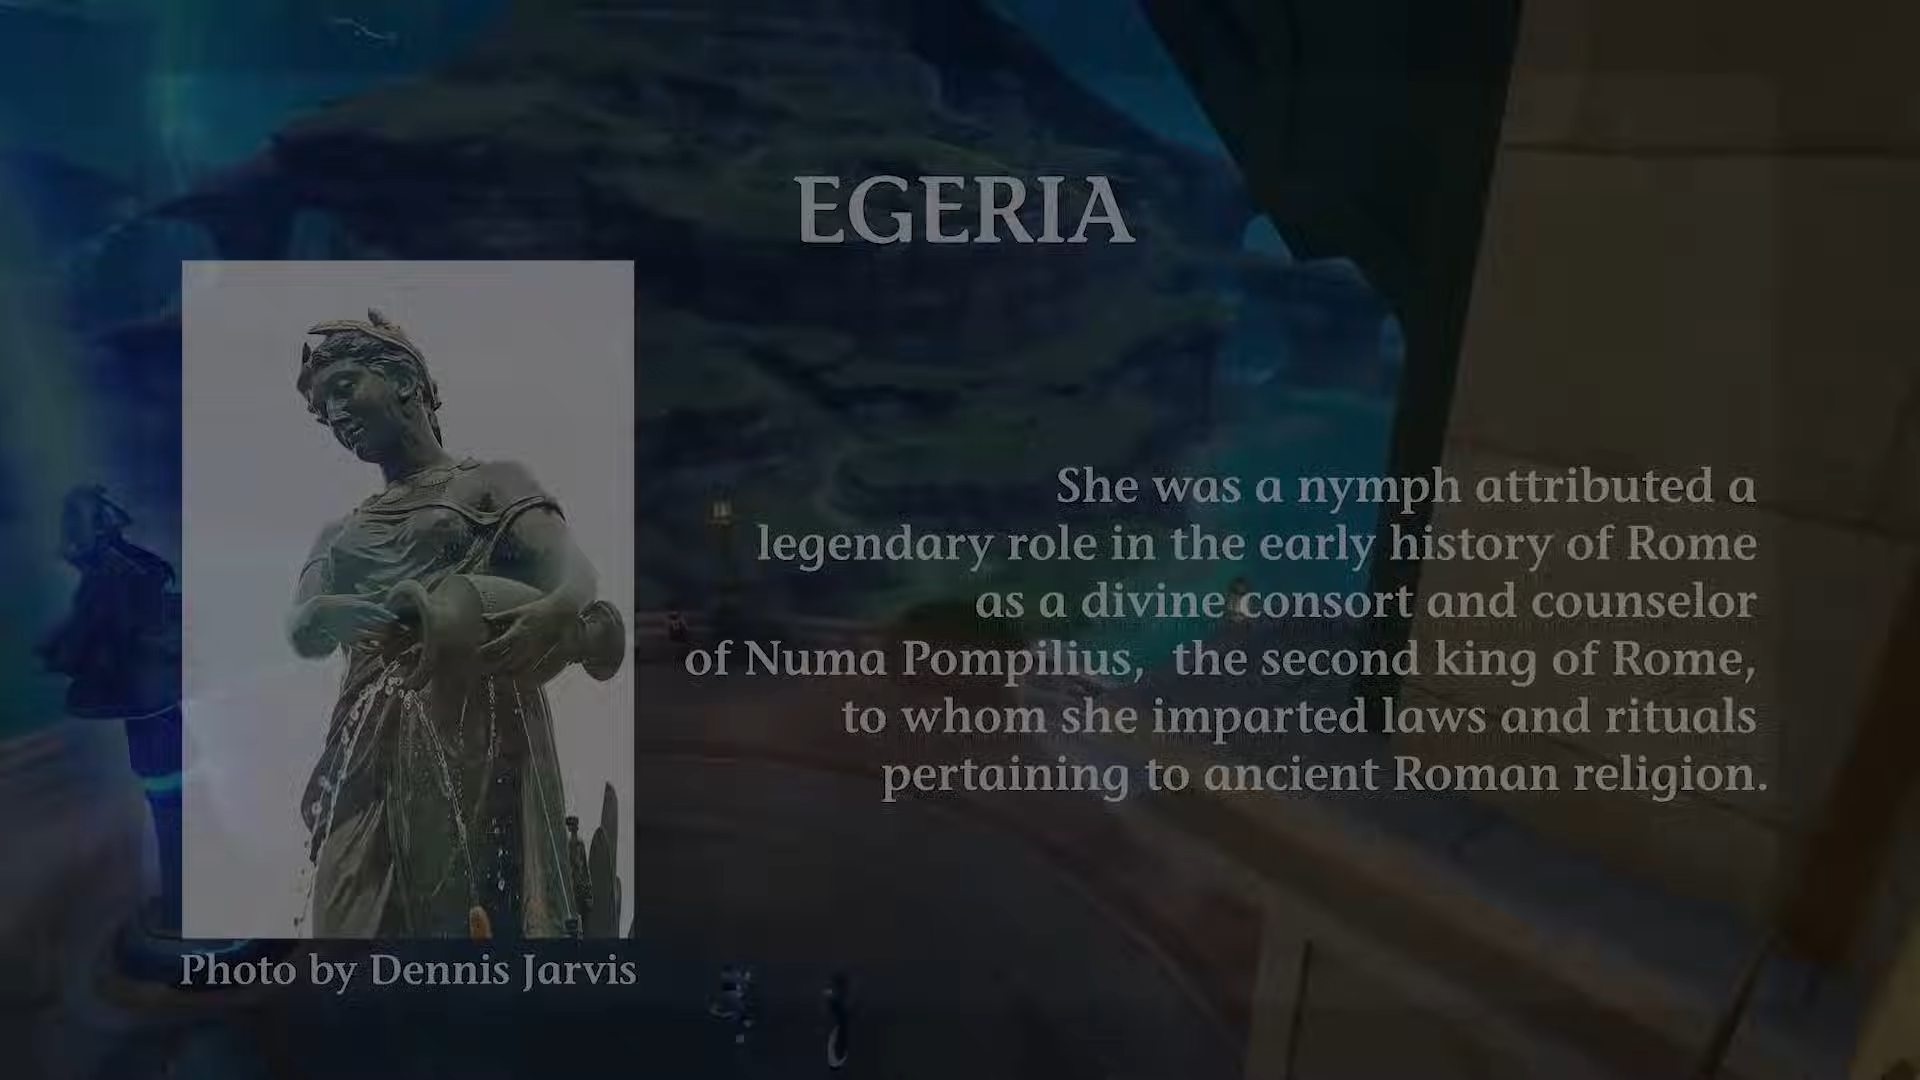 EGERIA
She was a nymph attributed a
legendary role in the early history of Rome
as a divine consort and counselor
of Numa Pompilius, the second king of Rome,
to whom she imparted laws and rituals
pertaining to ancient Roman religion.
Photo by Dennis Jarvis